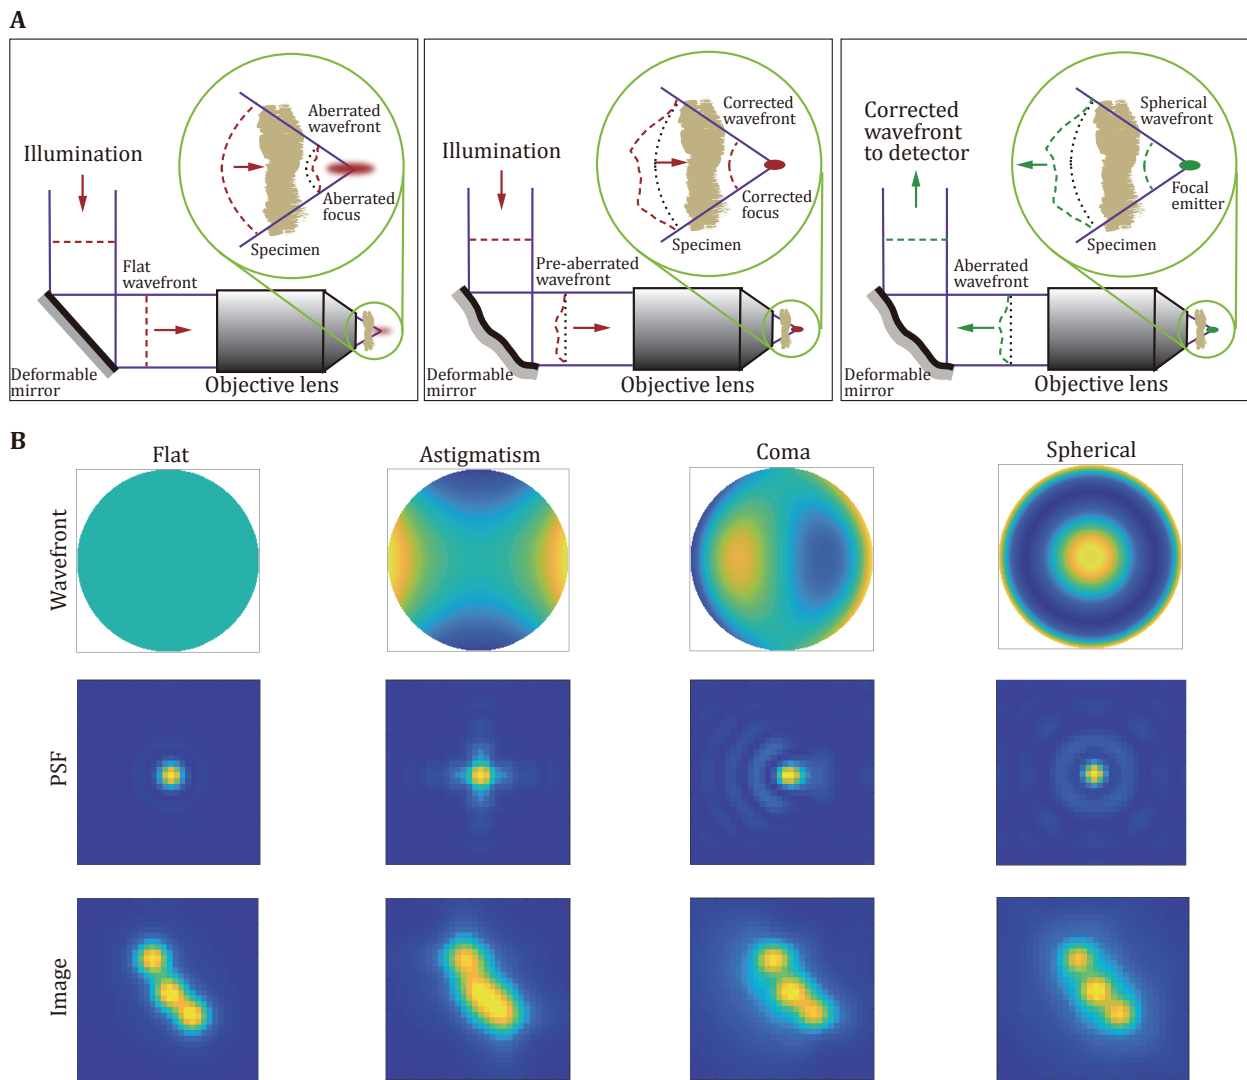 A
Illumination
Flat
wavefront
Deformable
mirror
Objective lens
Aberrated
wavefront
Aberrated
focus
Specimen
Illumination
Pre-aberrated
wavefront
Deformable
mirror
Objective lens
Corrected
wavefront
Corrected
focus
Specimen
Corrected
wavefront
to detector
Aberrated
wavefront
Deformable
mirror
Objective lens
Spherical
wavefront
Focal
emitter
Specimen
B
Flat
Astigmatism
Coma
Spherical
Wavefront
PSF
Image